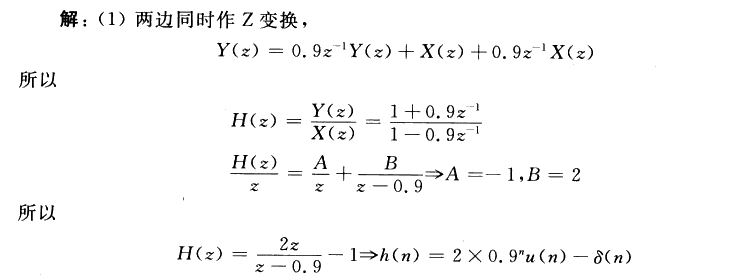 解：(1) 两边同时作 Z 变换，
Y(z) = 0.9z⁻¹Y(z) + X(z) + 0.9z⁻¹X(z)
所以
H(z) = Y(z)/X(z) = (1 + 0.9z⁻¹)/(1 − 0.9z⁻¹)
H(z)/z = A/z + B/(z − 0.9) ⇒ A = −1, B = 2
所以
H(z) = 2z/(z − 0.9) − 1 ⇒ h(n) = 2 × 0.9ⁿu(n) − δ(n)